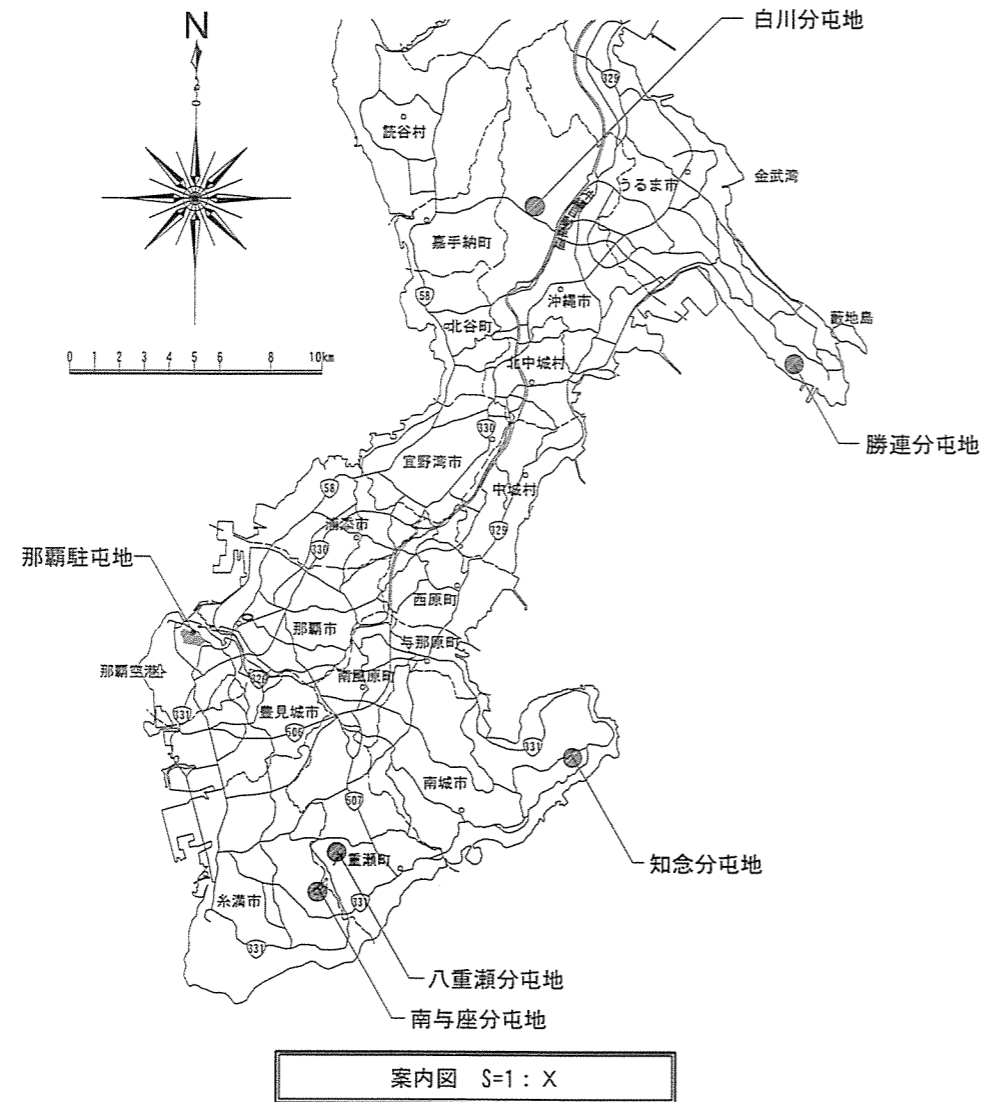 白川分屯地
N
329
読谷村
うるま市
金武湾
嘉手納町
58
沖縄市
北谷町
藪地島
0 1 2 3 4 5 6 8 10km
北中城村
330
勝連分屯地
宜野湾市
58
中城村
浦添市
329
330
那覇駐屯地
西原町
那覇市
与那原町
那覇空港
南風原町
331
豊見城市
506
331
南城市
507
八重瀬町
知念分屯地
糸満市
331
331
八重瀬分屯地
南与座分屯地
案内図 S=1：X